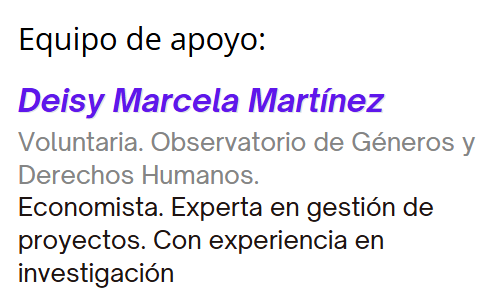 Equipo de apoyo:
Deisy Marcela Martínez
Voluntaria. Observatorio de Géneros y
Derechos Humanos.
Economista. Experta en gestión de
proyectos. Con experiencia en
investigación